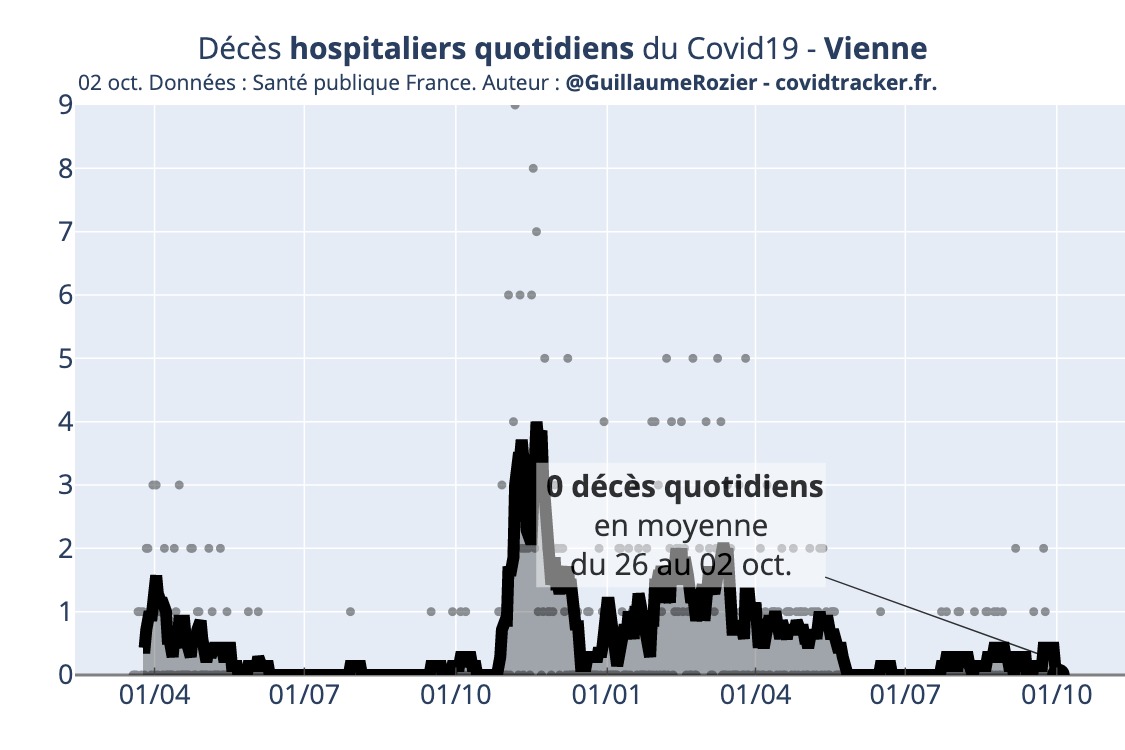 Décès hospitaliers quotidiens du Covid19 - Vienne
02 oct. Données : Santé publique France. Auteur : @GuillaumeRozier - covidtracker.fr.
9
8
7
6
5
4
3
2
1
0
0 décès quotidiens
en moyenne
du 26 au 02 oct.
01/04 01/07 01/10 01/01 01/04 01/07 01/10